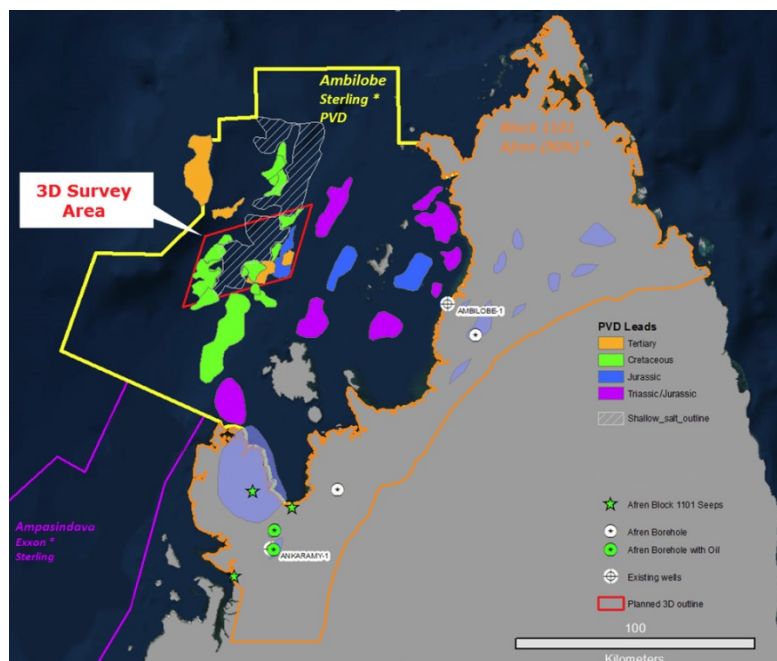 Ambilobe
Sterling *
PVD
Block 1101
Afren (90%) *
3D Survey
Area
AMBILOBE-1
PVD Leads
Tertiary
Cretaceous
Jurassic
Triassic/Jurassic
Shallow_salt_outline
Ampasindava
Exxon *
Sterling
ANKARAMY-1
Afren Block 1101 Seeps
Afren Borehole
Afren Borehole with Oil
Existing wells
Planned 3D outline
100
Kilometers